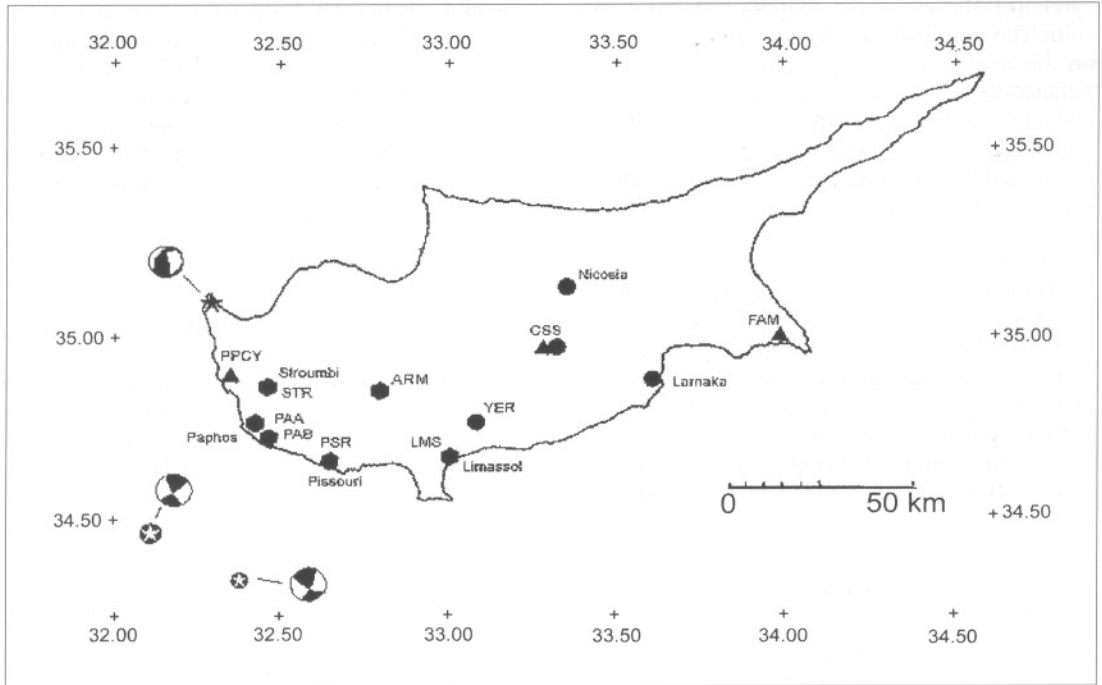 32.00 32.50 33.00 33.50 34.00 34.50
35.50 + + 35.50
Nicosia
35.00 + + 35.00
CSS FAM
PPCY
Stroumbi ARM Larnaka
STR
YER
PAA
Paphos PAB PSR LMS
Limassol
Pissouri
0 50 km
34.50 + + 34.50
32.00 32.50 33.00 33.50 34.00 34.50